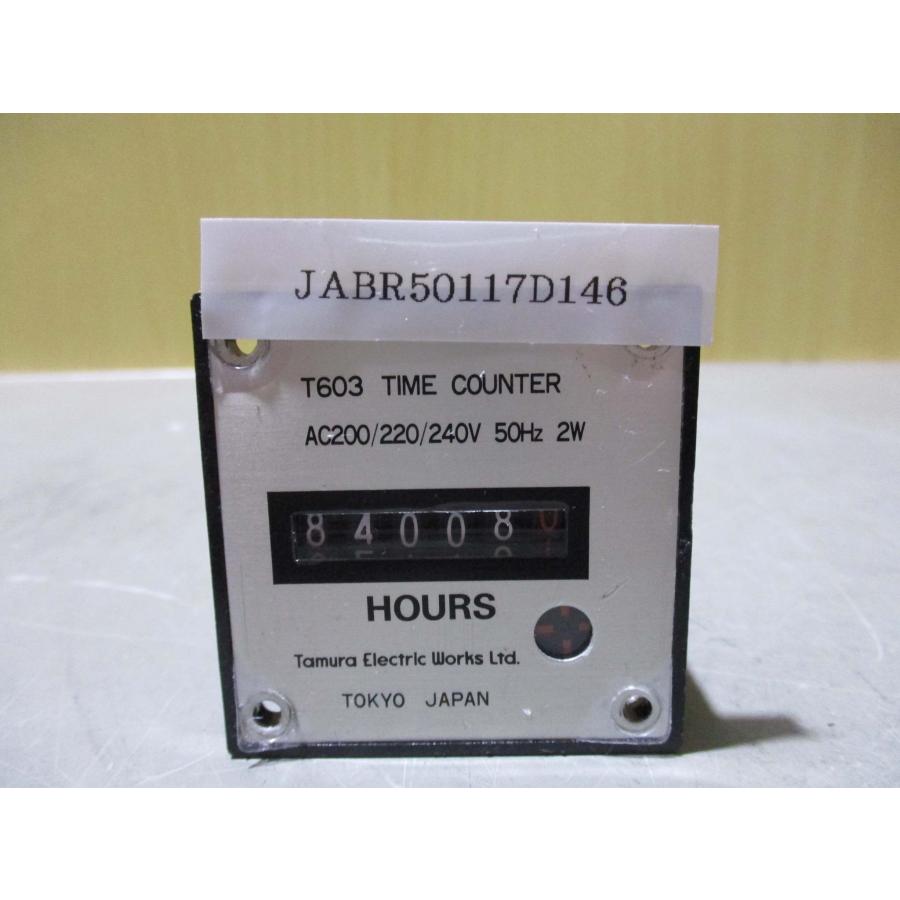 JABR50117D146
T603 TIME COUNTER
AC200/220/240V 50Hz 2W
840080
HOURS
Tamura Electric Works Ltd.
TOKYO JAPAN